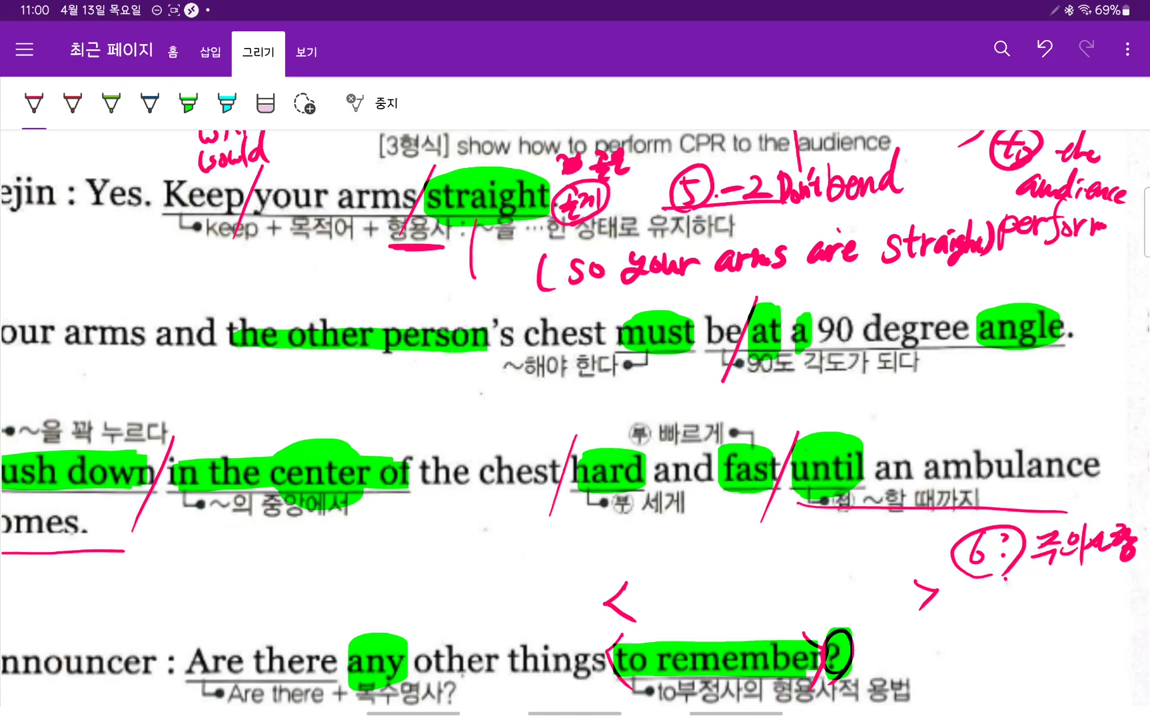 11:00 4월 13일 목요일 69%
최근 페이지 홈 삽입 그리기 보기
중지
would [3형식] show how to perform CPR to the audience to the
audience
ejin : Yes. Keep your arms straight. 5.-2 Don't bend
keep + 목적어 + 형용사 : ~을 …한 상태로 유지하다 perform
(so your arms are straight)
our arms and the other person's chest must be at a 90 degree angle.
~해야 한다 90도 각도가 되다
~을 꽉 누르다 ㊕ 빠르게
ush down in the center of the chest hard and fast until an ambulance
~의 중앙에서 세게 ~할 때까지
omes.
6? 주의사항
< >
nnouncer : Are there any other things (to remember)?
Are there + 복수명사? to부정사의 형용사적 용법